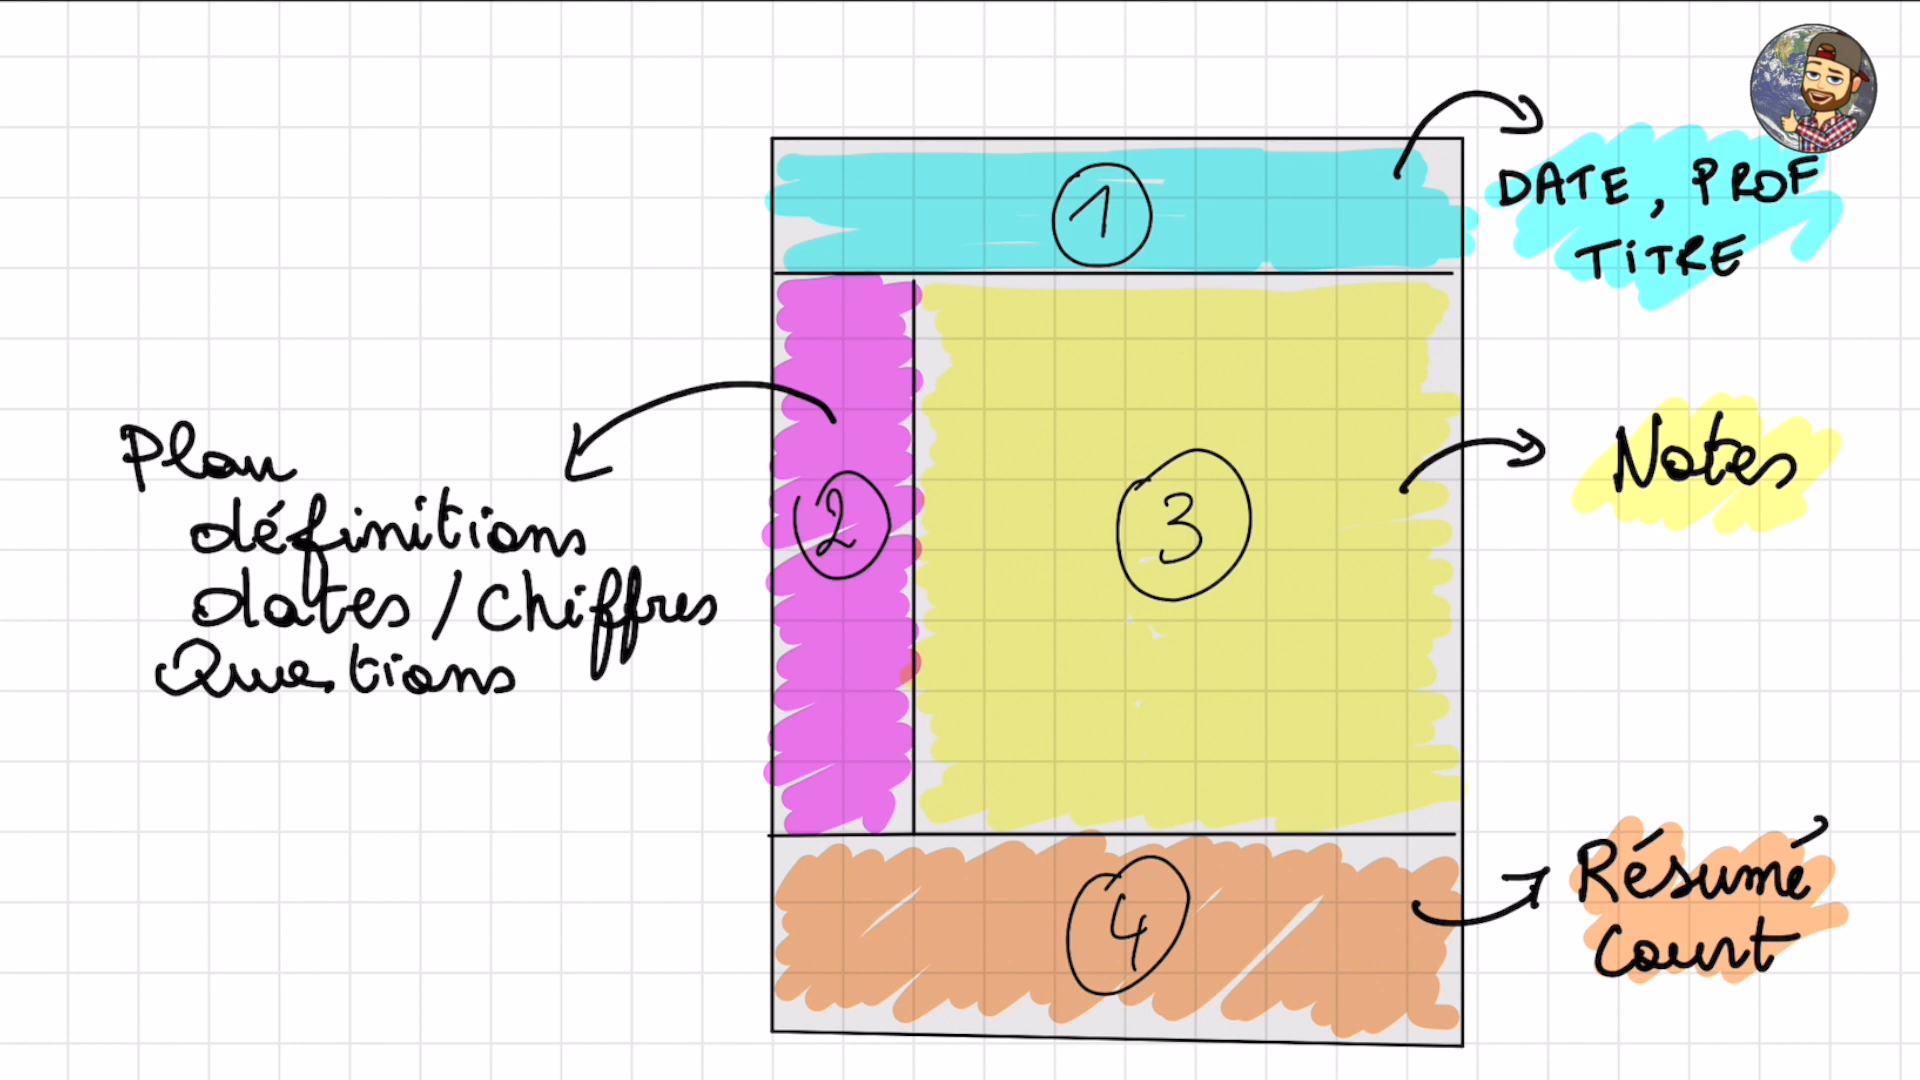 1
DATE, PROF
TITRE
Plan
définitions
dates / Chiffres
Questions
2
3
Notes
4
Résumé
Court